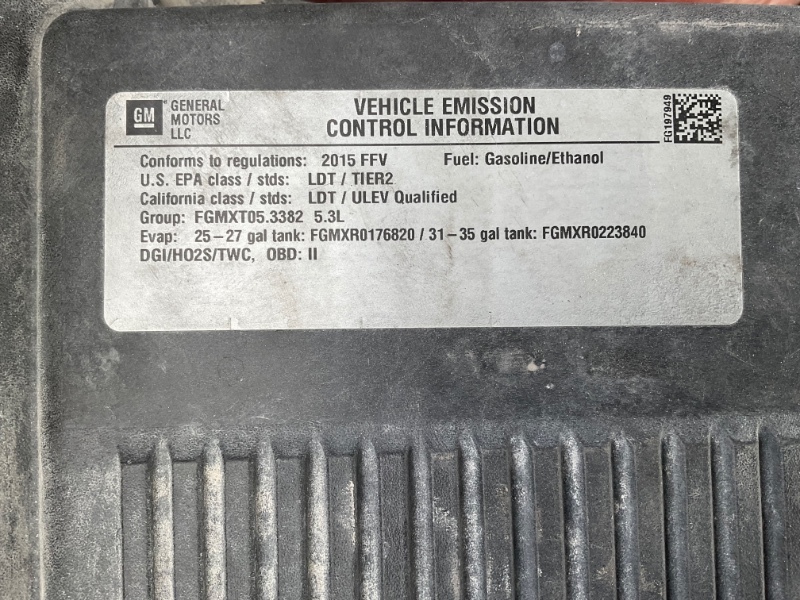 GM GENERAL
MOTORS
LLC
VEHICLE EMISSION
CONTROL INFORMATION
FG197949
Conforms to regulations: 2015 FFV Fuel: Gasoline/Ethanol
U.S. EPA class / stds: LDT / TIER2
California class / stds: LDT / ULEV Qualified
Group: FGMXT05.3382 5.3L
Evap: 25-27 gal tank: FGMXR0176820 / 31-35 gal tank: FGMXR0223840
DGI/HO2S/TWC, OBD: II